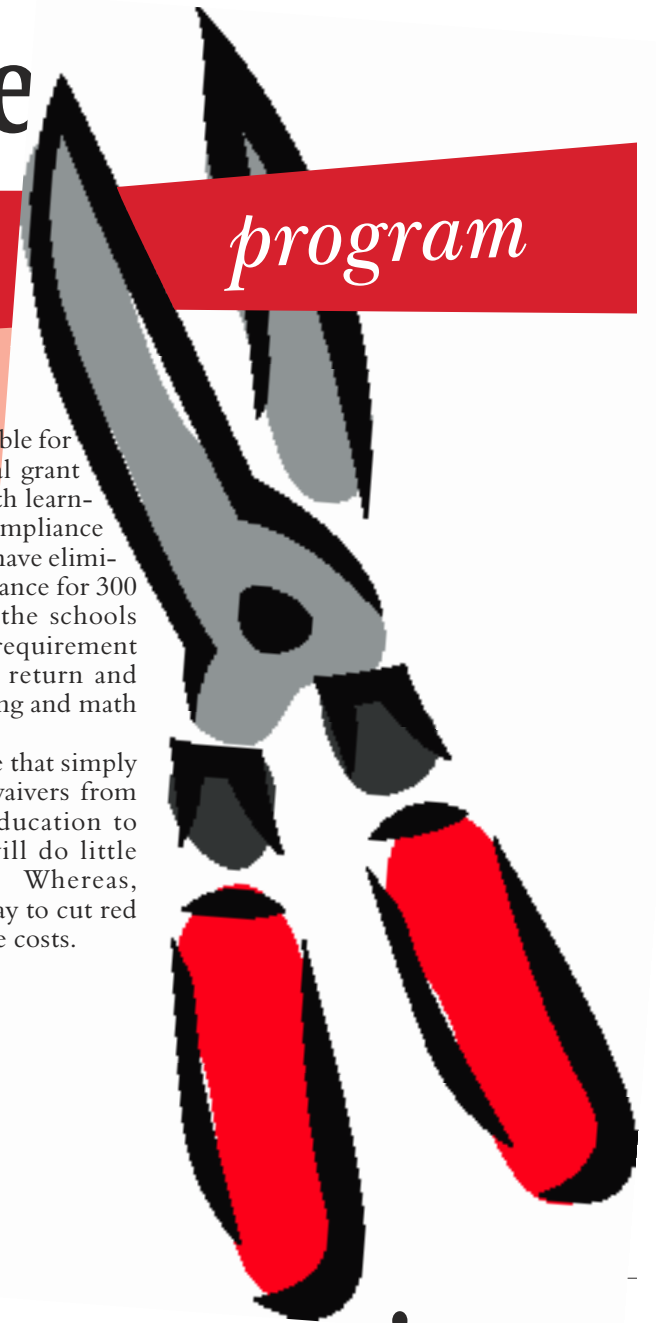 e
program
ble for
l grant
th learn-
mpliance
have elimi-
ance for 300
the schools
requirement
return and
ng and math
e that simply
vaivers from
ducation to
ill do little
Whereas,
ay to cut red
e costs.